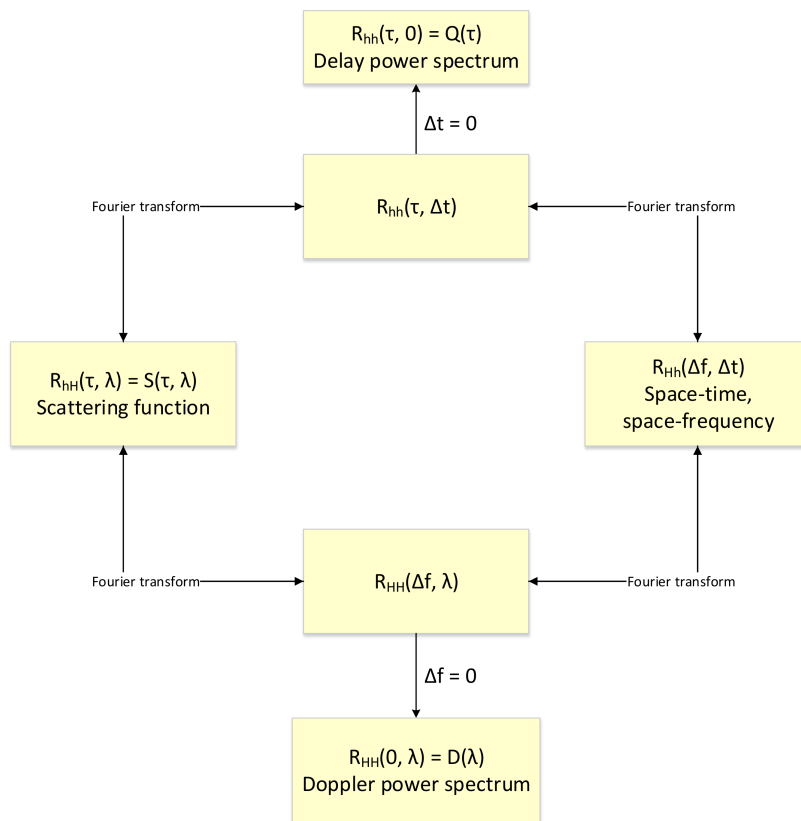 Rhh(τ, 0) = Q(τ)
Delay power spectrum
Δt = 0
Rhh(τ, Δt)
Fourier transform
Fourier transform
RhH(τ, λ) = S(τ, λ)
Scattering function
RHh(Δf, Δt)
Space-time,
space-frequency
Fourier transform
RHH(Δf, λ)
Fourier transform
Δf = 0
RHH(0, λ) = D(λ)
Doppler power spectrum